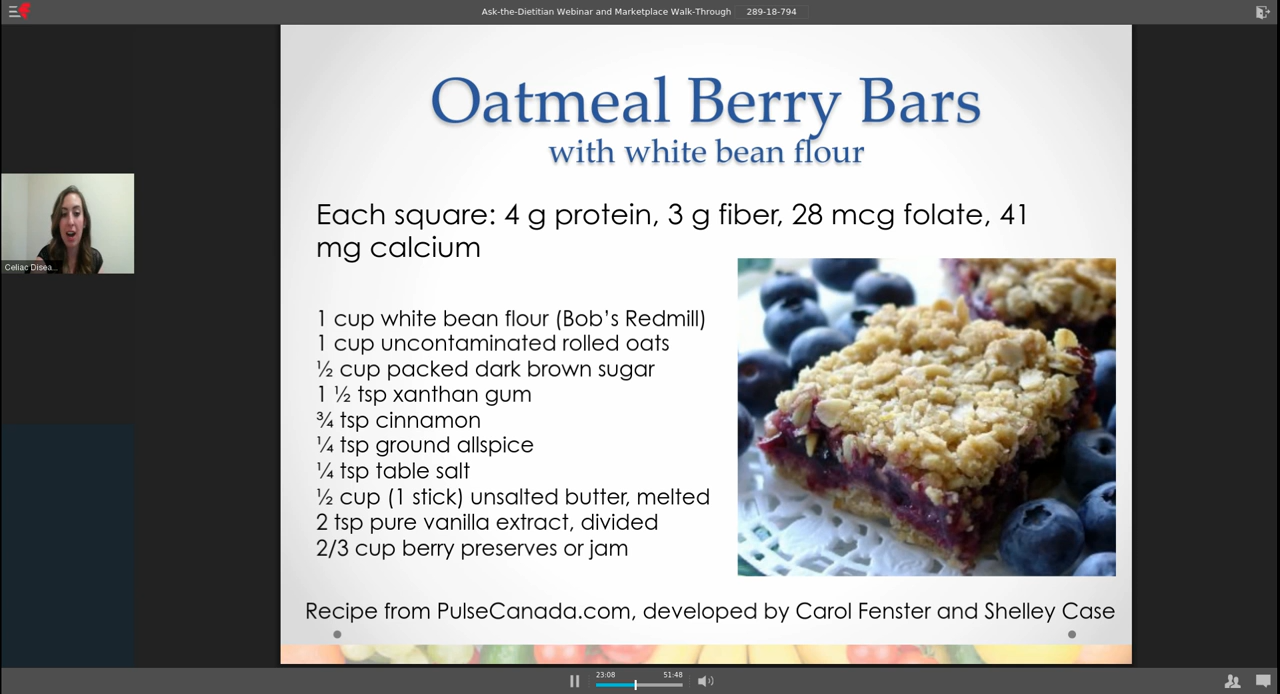 Ask-the-Dietitian Webinar and Marketplace Walk-Through 289-18-794
Oatmeal Berry Bars
with white bean flour
Each square: 4 g protein, 3 g fiber, 28 mcg folate, 41
mg calcium
1 cup white bean flour (Bob’s Redmill)
1 cup uncontaminated rolled oats
½ cup packed dark brown sugar
1 ½ tsp xanthan gum
¾ tsp cinnamon
¼ tsp ground allspice
¼ tsp table salt
½ cup (1 stick) unsalted butter, melted
2 tsp pure vanilla extract, divided
2/3 cup berry preserves or jam
Recipe from PulseCanada.com, developed by Carol Fenster and Shelley Case
Celiac Disea...
23:08 51:48